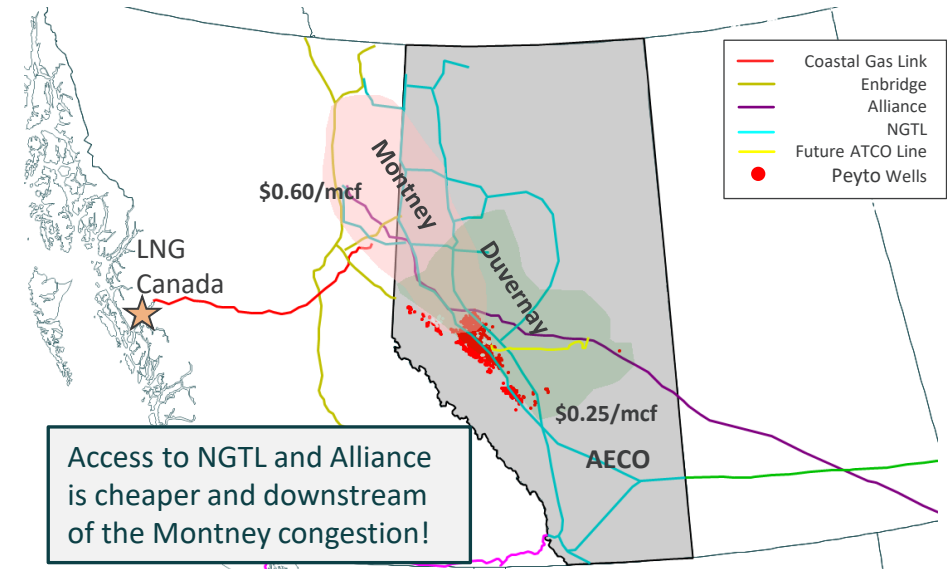 Coastal Gas Link
Enbridge
Alliance
NGTL
Future ATCO Line
Peyto Wells
Montney
$0.60/mcf
Duvernay
LNG
Canada
$0.25/mcf
AECO
Access to NGTL and Alliance
is cheaper and downstream
of the Montney congestion!